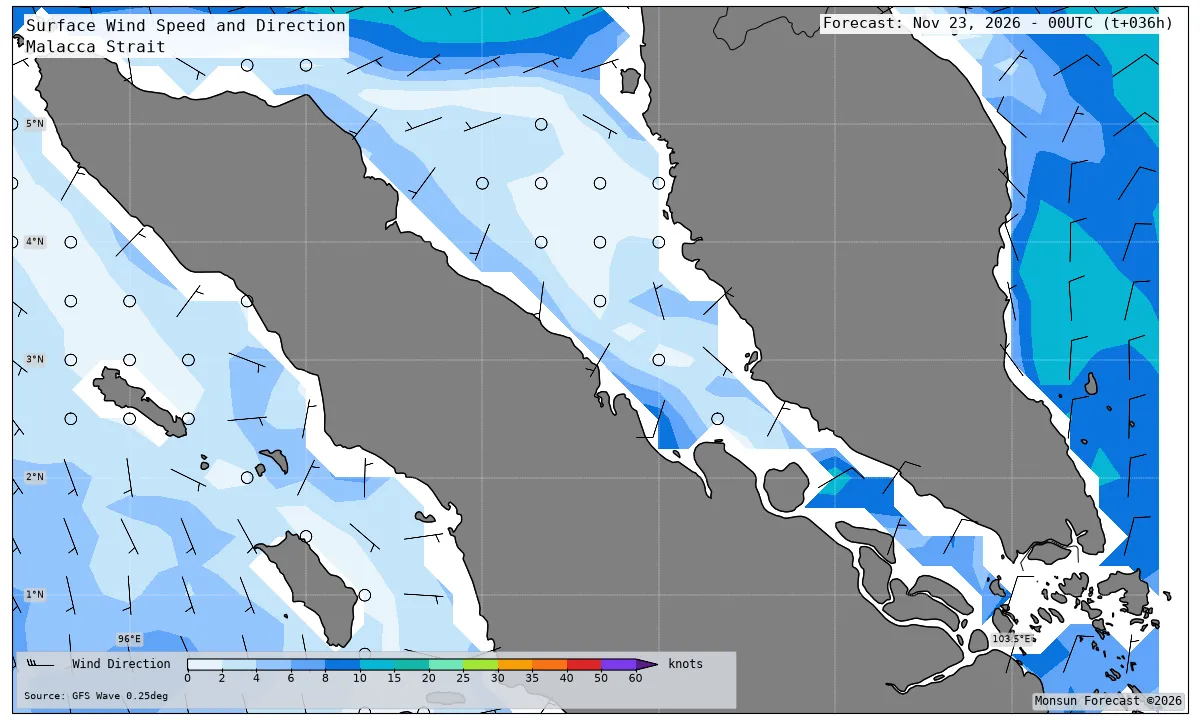 Surface Wind Speed and Direction
Malacca Strait
Forecast: Nov 23, 2026 - 00UTC (t+036h)
5°N
4°N
3°N
2°N
1°N
96°E
103.5°E
Wind Direction
0 2 4 6 8 10 15 20 25 30 35 40 50 60
knots
Source: GFS Wave 0.25deg
Monsun Forecast ©2026